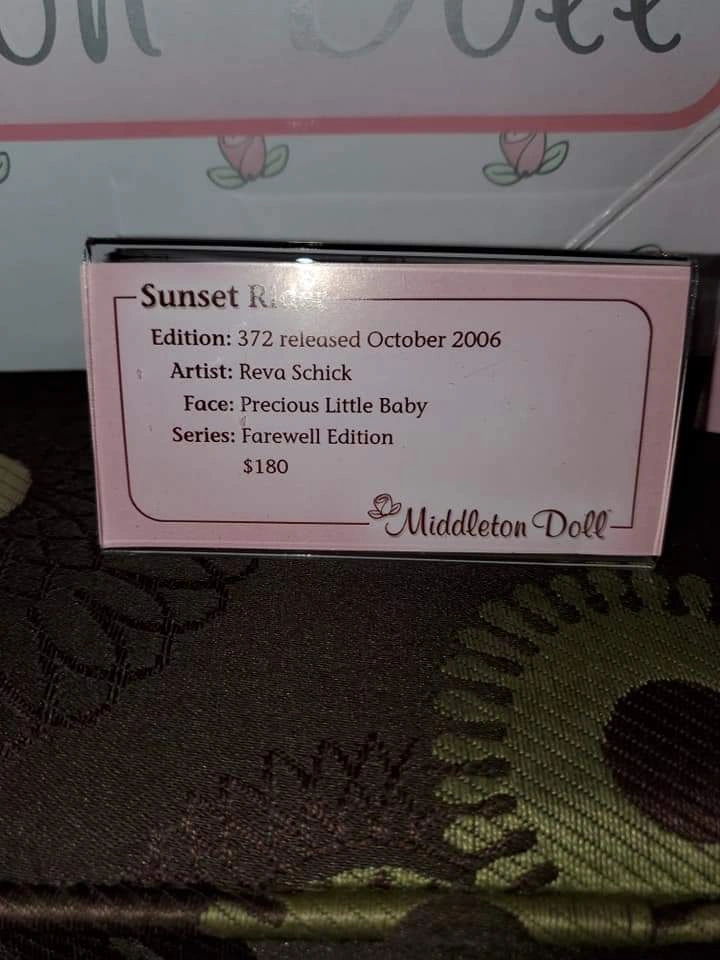 Doll
Sunset
Edition: 372 released October 2006
Artist: Reva Schick
Face: Precious Little Baby
Series: Farewell Edition
$180
Middleton Doll